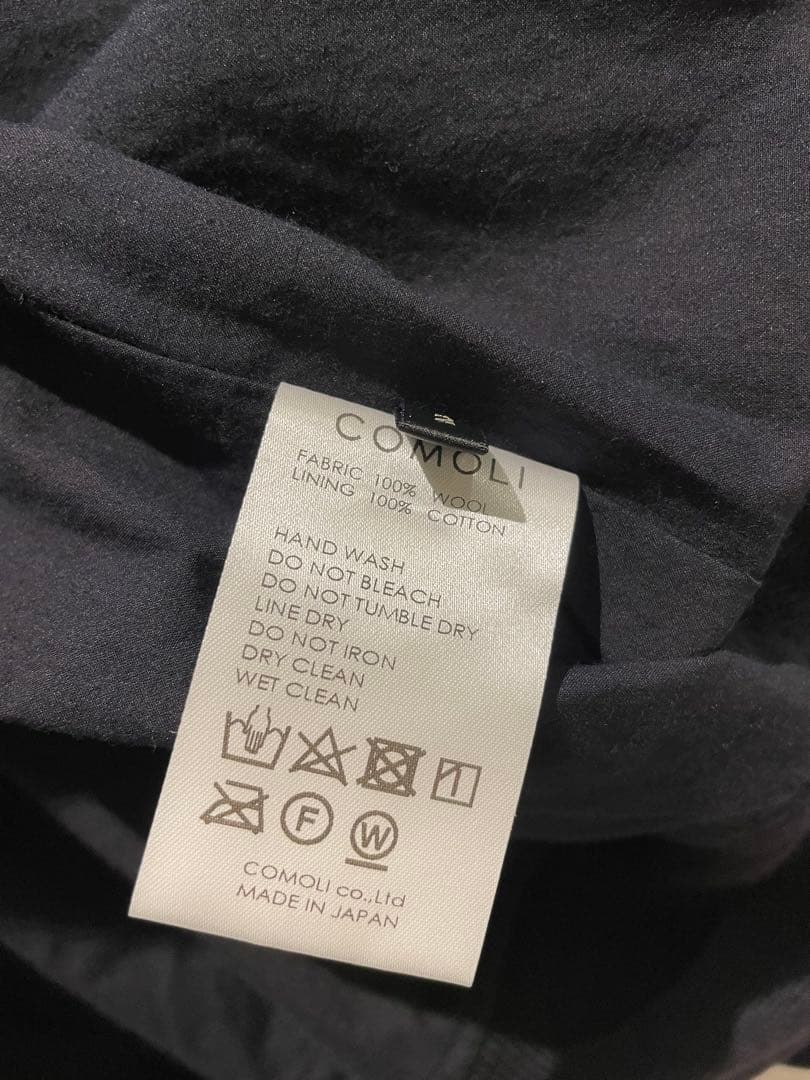 COMOLI
FABRIC 100% WOOL
LINING 100% COTTON
HAND WASH
DO NOT BLEACH
DO NOT TUMBLE DRY
LINE DRY
DO NOT IRON
DRY CLEAN
WET CLEAN
F W
COMOLI co.,Ltd
MADE IN JAPAN